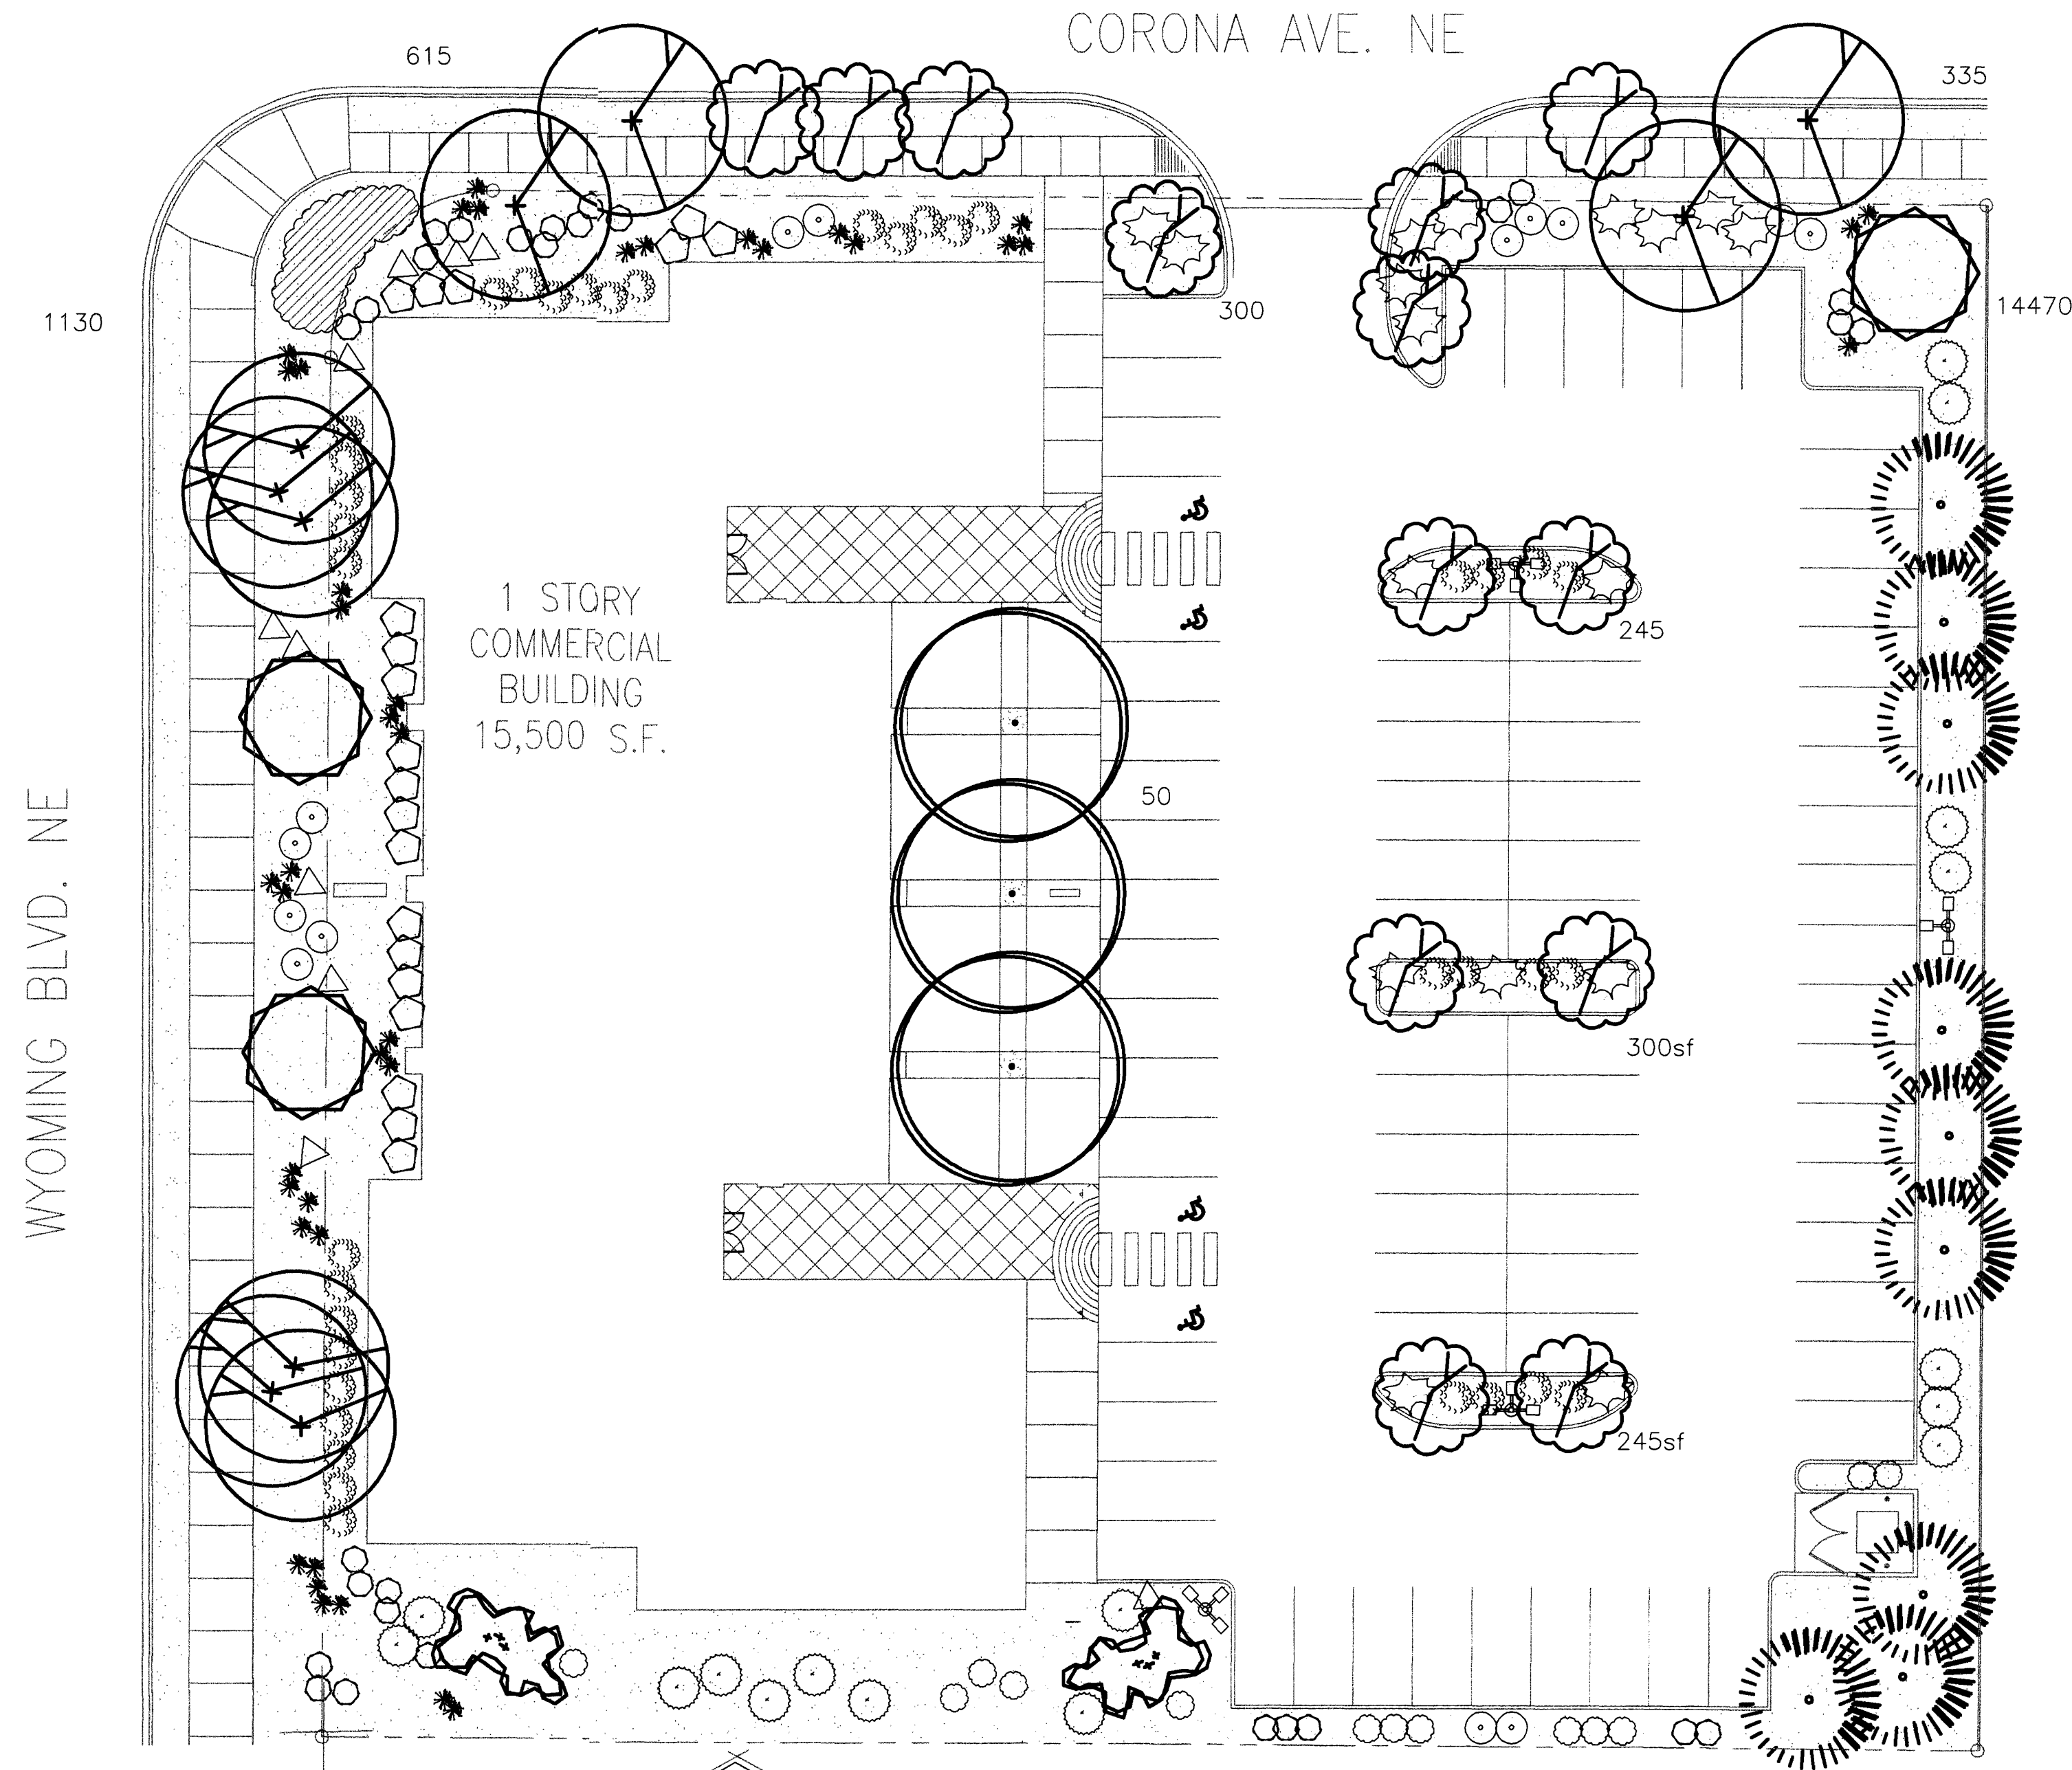 CORONA AVE. NE
615
335
1130
300
14470
1 STORY
COMMERCIAL
BUILDING
15,500 S.F.
245
50
WYOMING BLVD. NE
300sf
245sf